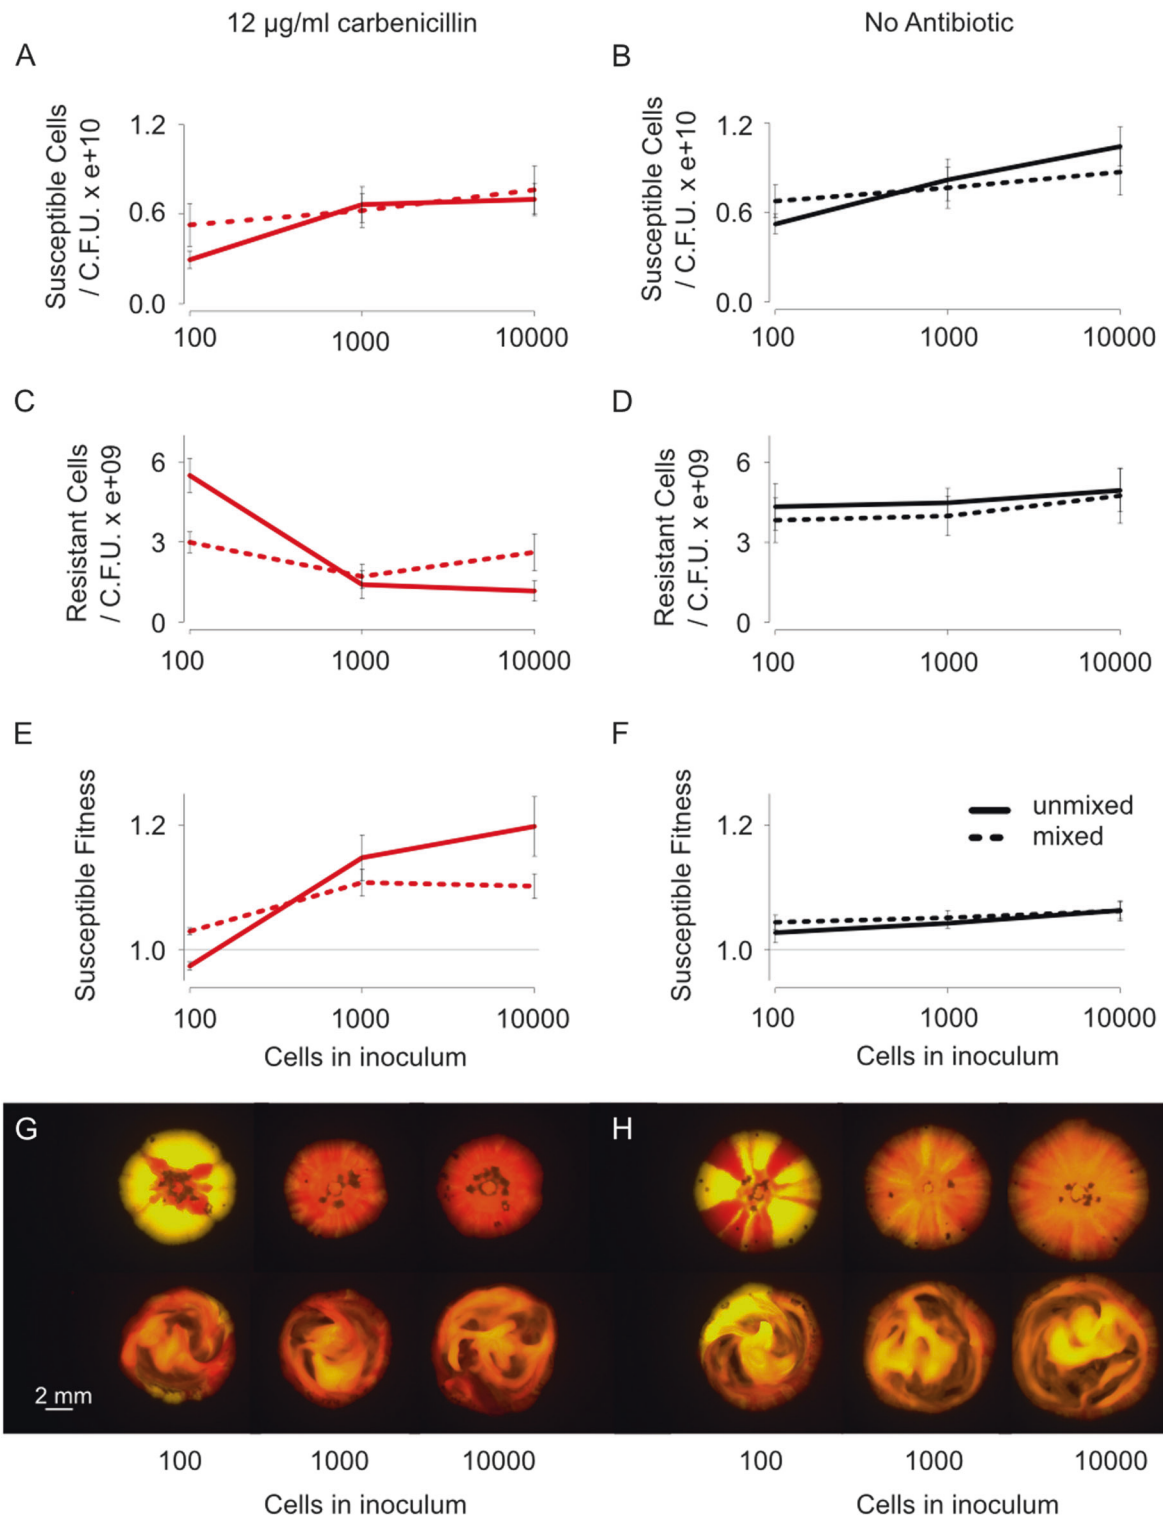 12 µg/ml carbenicillin
No Antibiotic
A
B
Susceptible Cells
/ C.F.U. x e+10
1.2
0.6
0.0
100
1000
10000
Susceptible Cells
/ C.F.U. x e+10
1.2
0.6
0.0
100
1000
10000
C
D
Resistant Cells
/ C.F.U. x e+09
6
3
0
100
1000
10000
Resistant Cells
/ C.F.U. x e+09
6
3
0
100
1000
10000
E
F
Susceptible Fitness
1.2
1.0
100
1000
10000
Cells in inoculum
Susceptible Fitness
1.2
1.0
unmixed
mixed
100
1000
10000
Cells in inoculum
G
H
2 mm
100
1000
10000
Cells in inoculum
100
1000
10000
Cells in inoculum